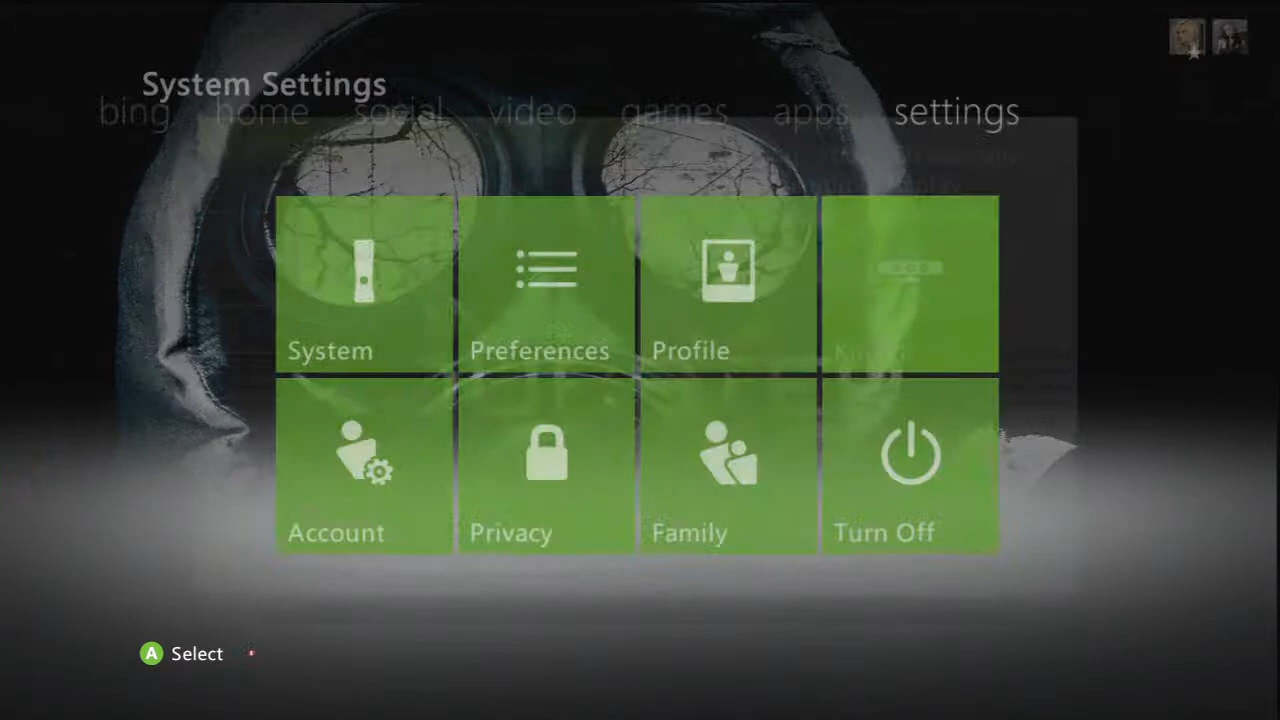 System Settings
bing home social video games apps settings
System Preferences Profile
Account Privacy Family Turn Off
A Select